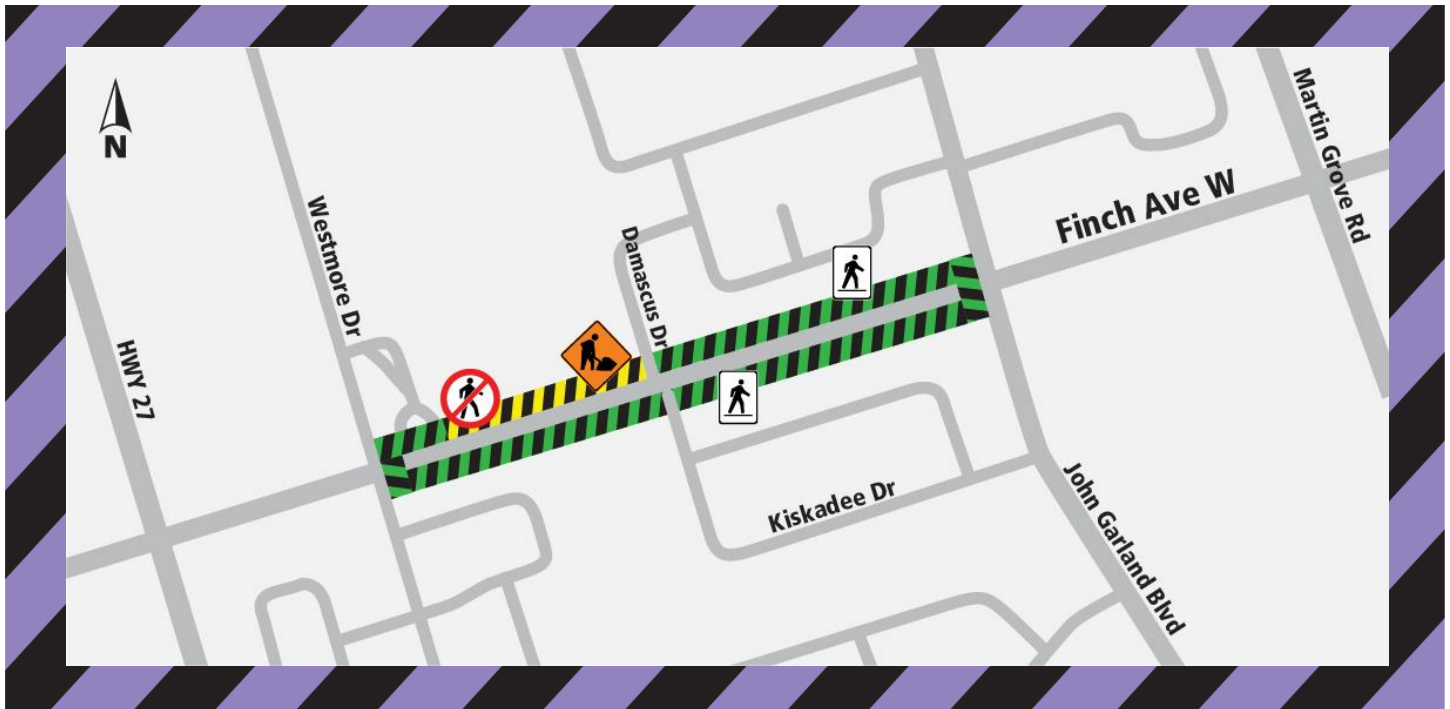 N
HWY 27
Westmore Dr
Damascus Dr
Finch Ave W
Martin Grove Rd
Kiskadee Dr
John Garland Blvd